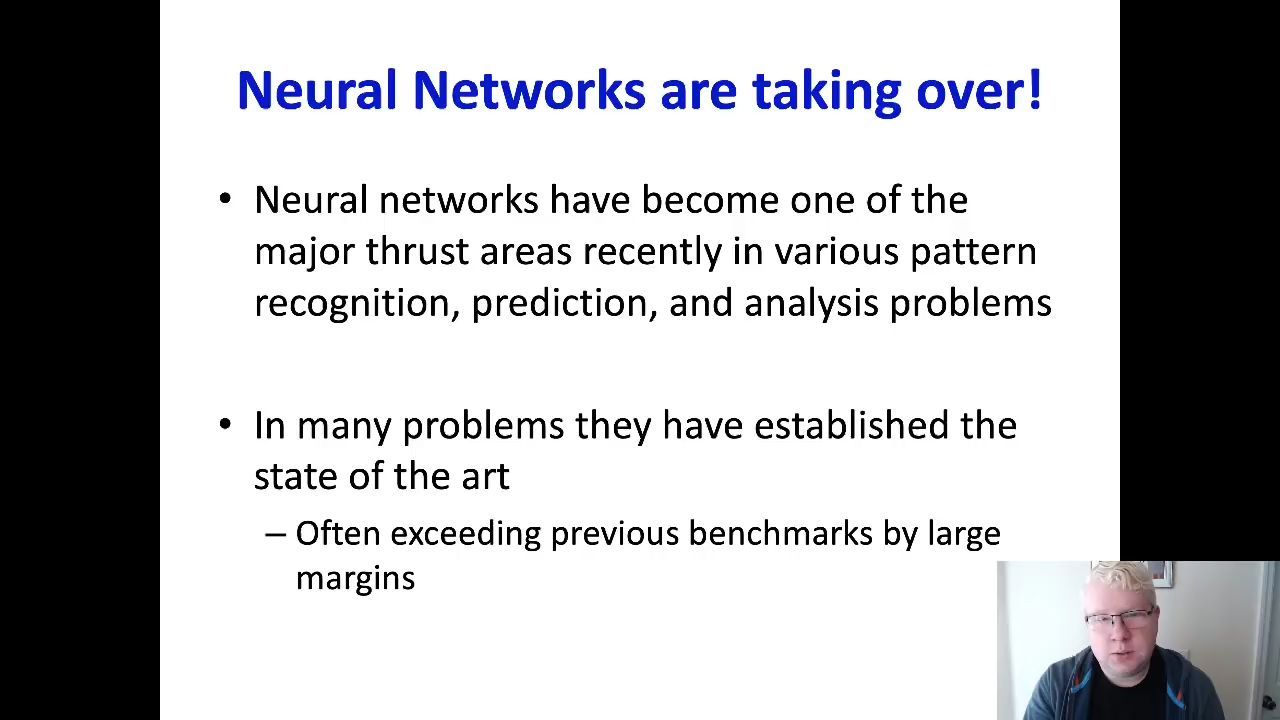 Neural Networks are taking over!
• Neural networks have become one of the
major thrust areas recently in various pattern
recognition, prediction, and analysis problems
• In many problems they have established the
state of the art
– Often exceeding previous benchmarks by large
margins